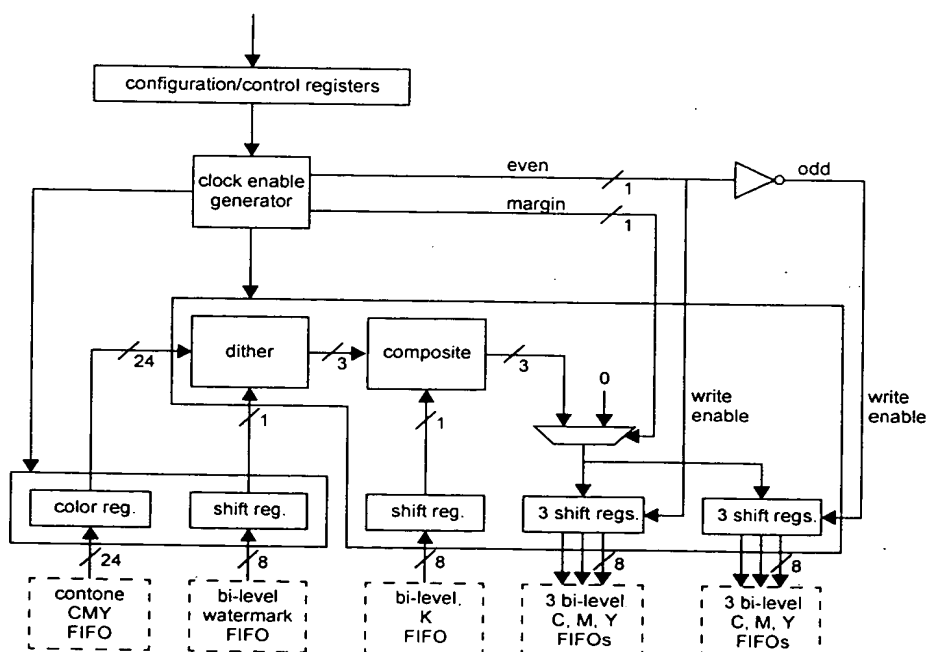 configuration/control registers
clock enable
generator
even
1
odd
margin
1
dither
composite
24
3
3
0
1
1
write
enable
write
enable
color reg.
shift reg.
shift reg.
3 shift regs.
3 shift regs.
24
8
8
8
8
contone
CMY
FIFO
bi-level
watermark
FIFO
bi-level,
K
FIFO
3 bi-level
C, M, Y
FIFOs
3 bi-level
C, M, Y
FIFOs